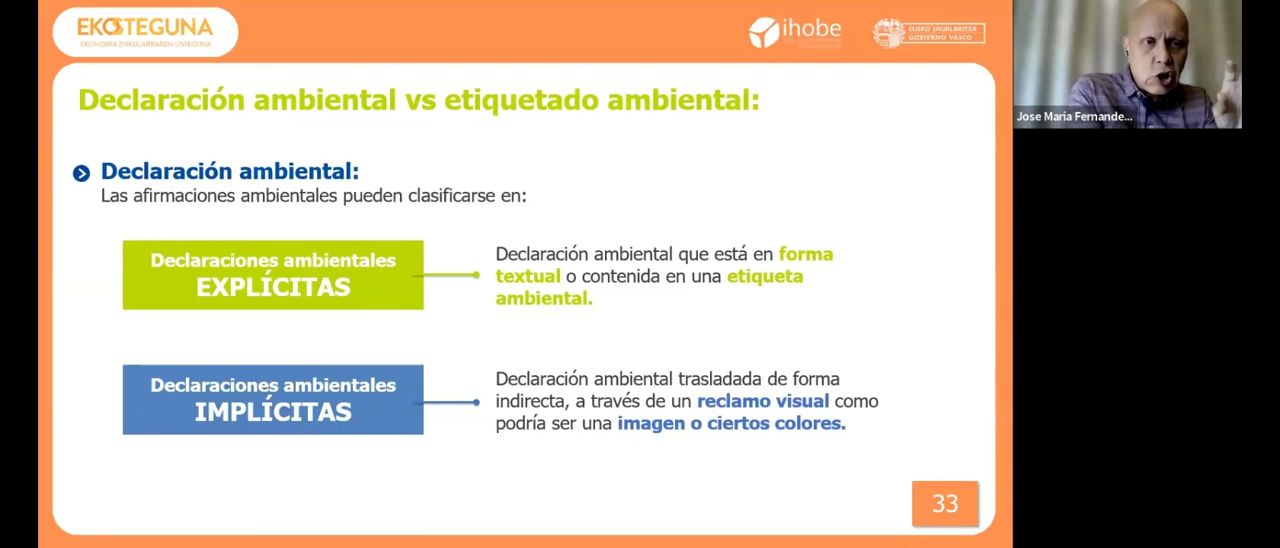 EKOSTEGUNA
EKONOMIA ZIRKULARRAREN OSTEGUNA
ihobe
EUSKO JAURLARITZA
GOBIERNO VASCO
Jose Maria Fernande...
Declaración ambiental vs etiquetado ambiental:
Declaración ambiental:
Las afirmaciones ambientales pueden clasificarse en:
Declaraciones ambientales
EXPLÍCITAS
Declaración ambiental que está en forma
textual o contenida en una etiqueta
ambiental.
Declaraciones ambientales
IMPLÍCITAS
Declaración ambiental trasladada de forma
indirecta, a través de un reclamo visual como
podría ser una imagen o ciertos colores.
33